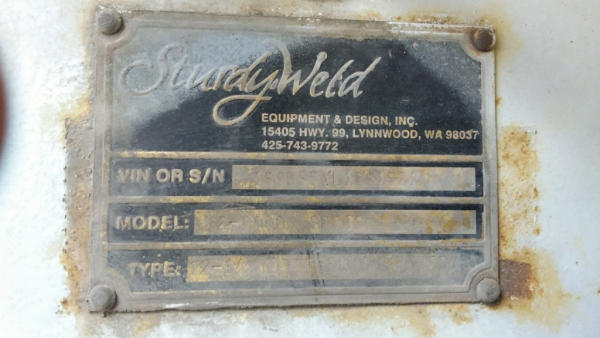 SturdyWeld
EQUIPMENT & DESIGN, INC.
15405 HWY. 99, LYNNWOOD, WA 98037
425-743-9772
VIN OR S/N
MODEL:
TYPE: